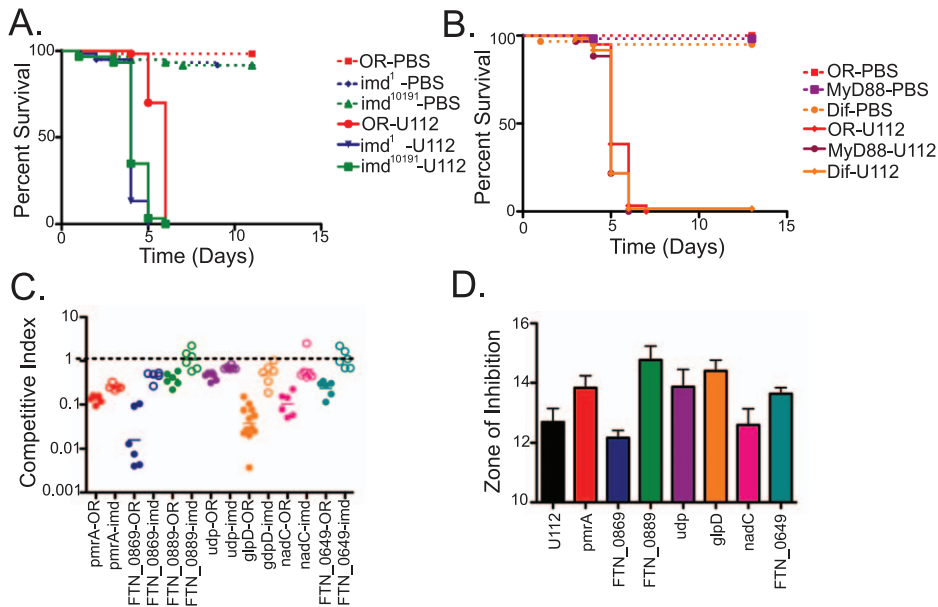 A.
100
50
0
Percent Survival
0 5 10 15
Time (Days)
OR-PBS
imd1 -PBS
imd10191-PBS
OR-U112
imd1 -U112
imd10191-U112
B.
100
50
0
Percent Survival
0 5 10 15
Time (Days)
OR-PBS
MyD88-PBS
Dif-PBS
OR-U112
MyD88-U112
Dif-U112
C.
Competitive Index
10
1
0.1
0.01
0.001
pmrA-OR
pmrA-imd
FTN_0869-OR
FTN_0869-imd
FTN_0889-OR
FTN_0889-imd
udp-OR
udp-imd
glpD-OR
gdpD-imd
nadC-OR
nadC-imd
FTN_0649-OR
FTN_0649-imd
D.
Zone of Inhibition
16
14
12
10
U112
pmrA
FTN_0869
FTN_0889
udp
glpD
nadC
FTN_0649